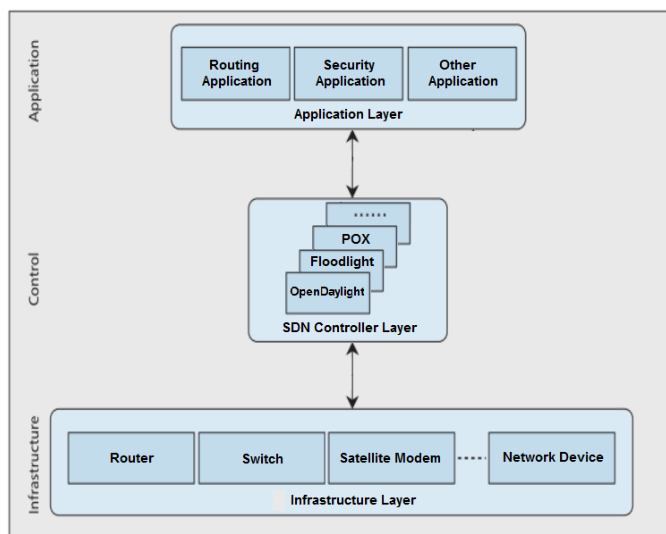 Application
Routing
Application
Security
Application
Other
Application
Application Layer
Control
......
POX
Floodlight
OpenDaylight
SDN Controller Layer
Infrastructure
Router
Switch
Satellite Modem
Network Device
Infrastructure Layer